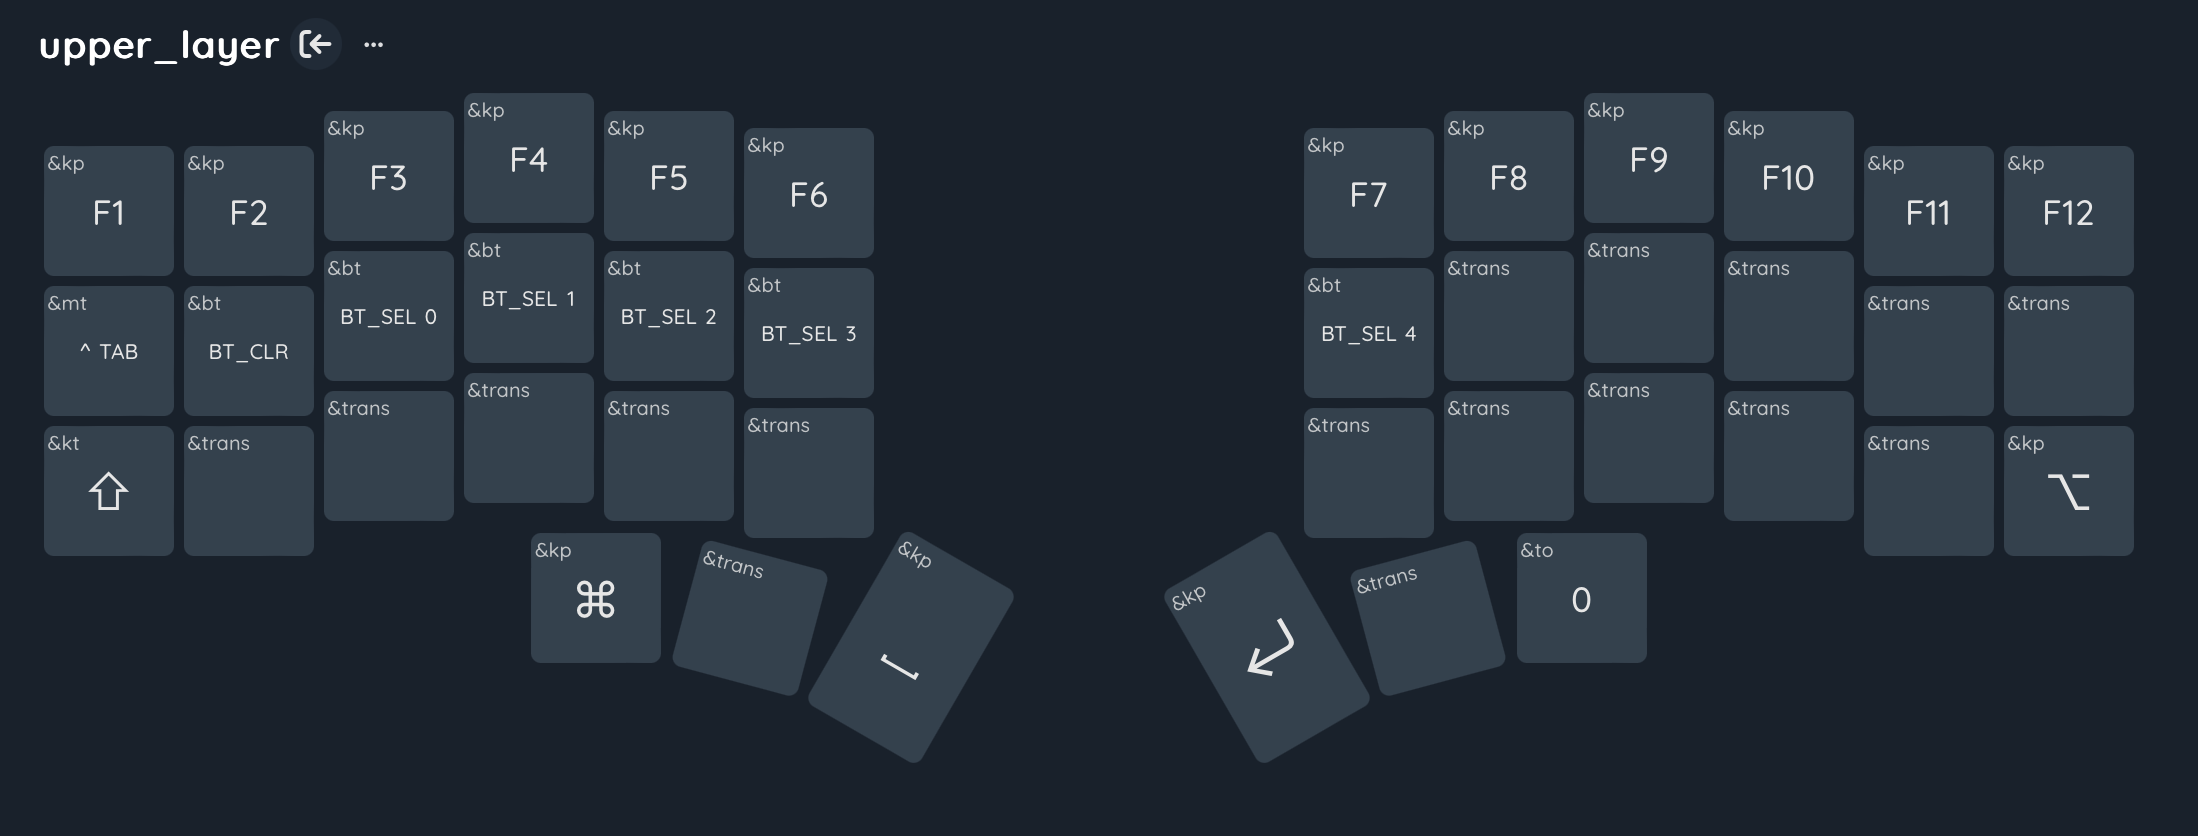 upper_layer ...
&kp F1
&kp F2
&kp F3
&kp F4
&kp F5
&kp F6
&kp F7
&kp F8
&kp F9
&kp F10
&kp F11
&kp F12
&mt ^ TAB
&bt BT_CLR
&bt BT_SEL 0
&bt BT_SEL 1
&bt BT_SEL 2
&bt BT_SEL 3
&bt BT_SEL 4
&trans
&trans
&trans
&trans
&trans
&kt ⇧
&trans
&trans
&trans
&trans
&trans
&trans
&trans
&trans
&trans
&trans
&kp ⌥
&kp ⌘
&trans
&kp ⎵
&kp ⏎
&trans
&to 0